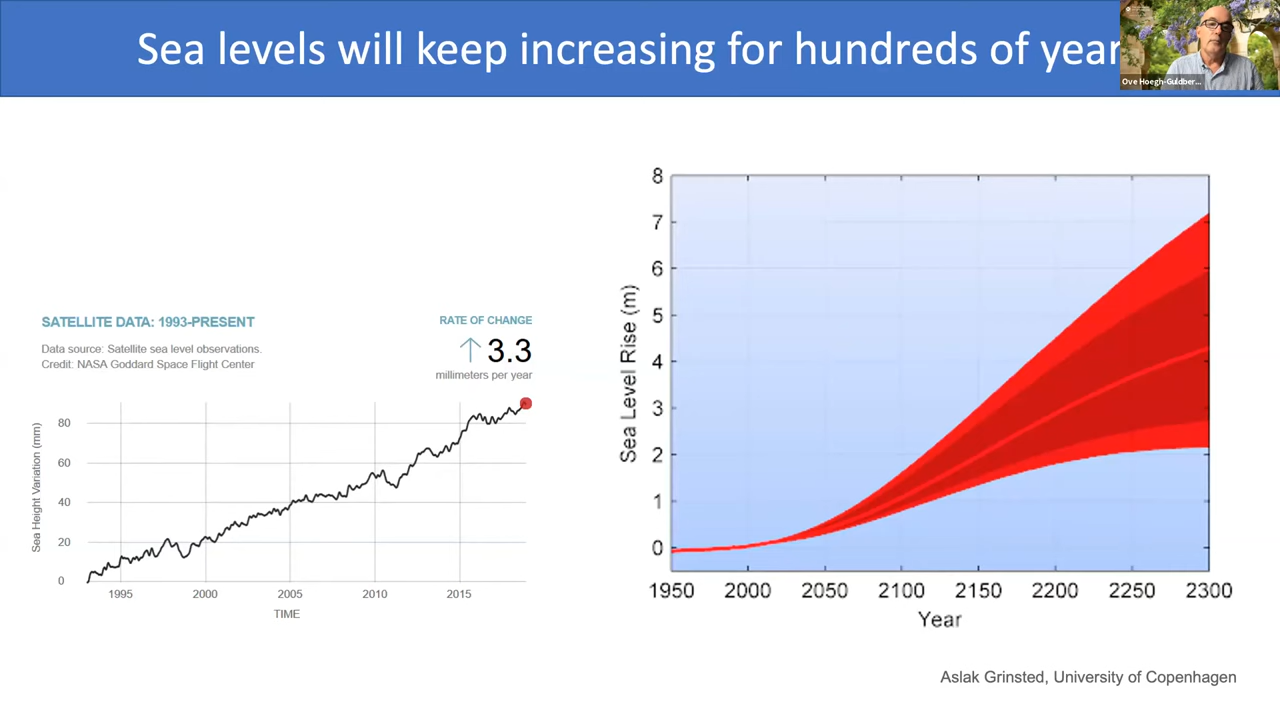 Sea levels will keep increasing for hundreds of year
Ove Hoegh-Guldber...
SATELLITE DATA: 1993-PRESENT
Data source: Satellite sea level observations.
Credit: NASA Goddard Space Flight Center
RATE OF CHANGE
↑ 3.3
millimeters per year
Sea Height Variation (mm)
80
60
40
20
0
1995 2000 2005 2010 2015
TIME
Sea Level Rise (m)
8
7
6
5
4
3
2
1
0
1950 2000 2050 2100 2150 2200 2250 2300
Year
Aslak Grinsted, University of Copenhagen